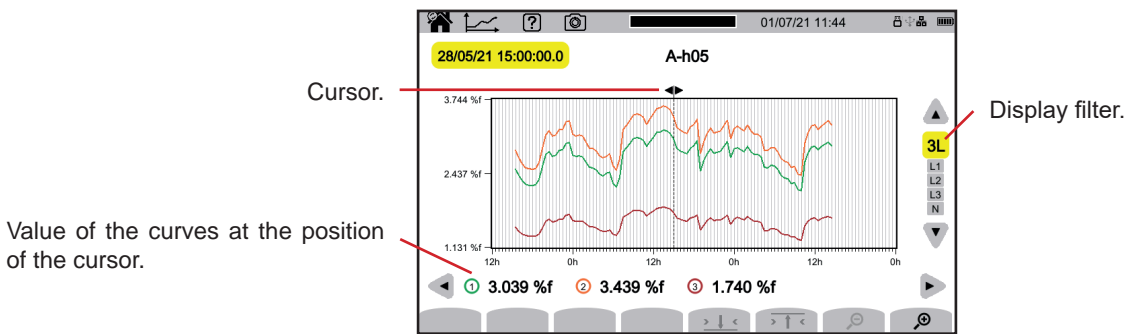 ?
01/07/21 11:44
28/05/21 15:00:00.0
A-h05
Cursor.
3.744 %f
Display filter.
3L
L1
L2
L3
N
2.437 %f
Value of the curves at the position
of the cursor.
1.131 %f
12h 0h 12h 0h 12h 0h
1 3.039 %f 2 3.439 %f 3 1.740 %f